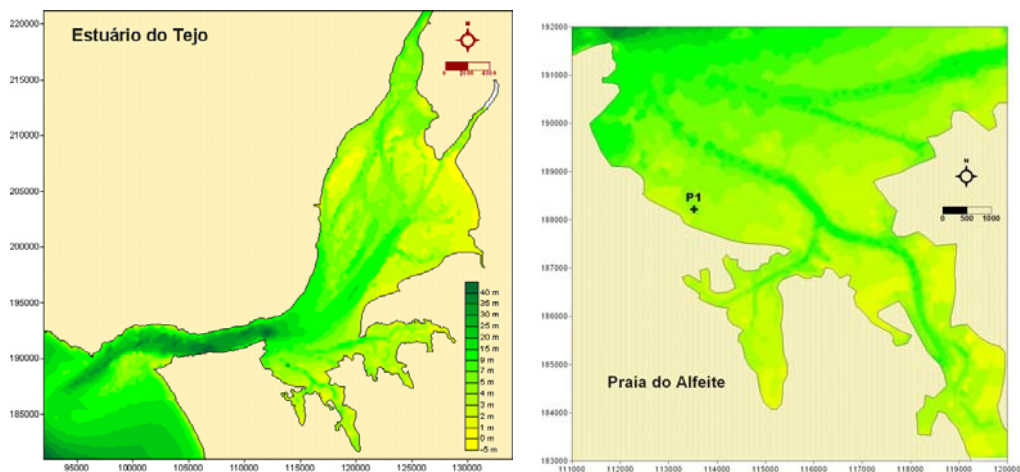 Estuário do Tejo
N
0 2000 4000
220000
215000
210000
205000
200000
195000
190000
185000
95000 100000 105000 110000 115000 120000 125000 130000
40 m
35 m
30 m
25 m
20 m
15 m
9 m
7 m
5 m
4 m
3 m
2 m
1 m
0 m
-5 m
192000
191000
190000
189000
188000
187000
186000
185000
184000
183000
P1
N
0 500 1000
Praia do Alfeite
111000 112000 113000 114000 115000 116000 117000 118000 119000 120000